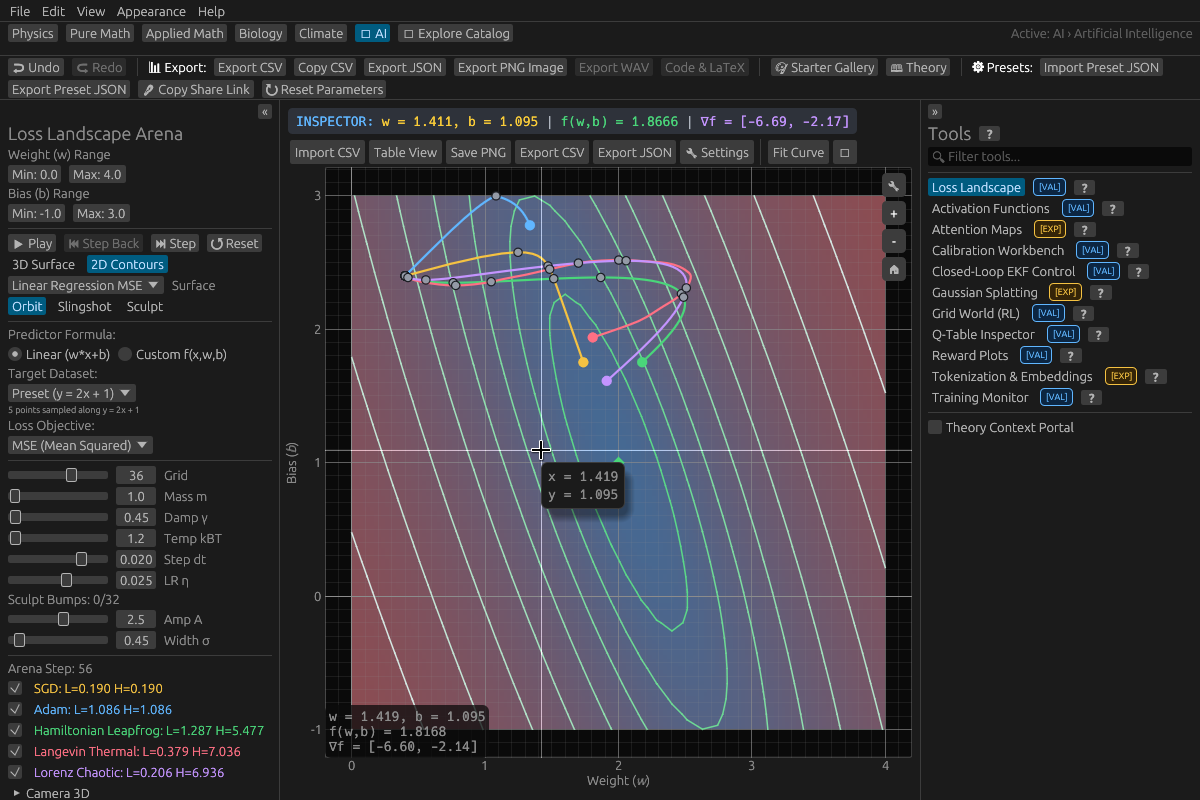 File Edit View Appearance Help
Physics Pure Math Applied Math Biology Climate AI Explore Catalog Active: AI › Artificial Intelligence
Undo Redo Export: Export CSV Copy CSV Export JSON Export PNG Image Export WAV Code & LaTeX Starter Gallery Theory Presets: Import Preset JSON
Export Preset JSON Copy Share Link Reset Parameters
«
Loss Landscape Arena
Weight (w) Range
Min: 0.0 Max: 4.0
Bias (b) Range
Min: -1.0 Max: 3.0
Play Step Back Step Reset
3D Surface 2D Contours
Linear Regression MSE Surface
Orbit Slingshot Sculpt
Predictor Formula:
Linear (w*x+b) Custom f(x,w,b)
Target Dataset:
Preset (y = 2x + 1)
5 points sampled along y = 2x + 1
Loss Objective:
MSE (Mean Squared)
36 Grid
1.0 Mass m
0.45 Damp γ
1.2 Temp kBT
0.020 Step dt
0.025 LR η
Sculpt Bumps: 0/32
2.5 Amp A
0.45 Width σ
Arena Step: 56
SGD: L=0.190 H=0.190
Adam: L=1.086 H=1.086
Hamiltonian Leapfrog: L=1.287 H=5.477
Langevin Thermal: L=0.379 H=7.036
Lorenz Chaotic: L=0.206 H=6.936
Camera 3D
INSPECTOR: w = 1.411, b = 1.095 | f(w,b) = 1.8666 | ∇f = [-6.69, -2.17]
Import CSV Table View Save PNG Export CSV Export JSON Settings Fit Curve
+
-
3
2
1
0
-1
Bias (b)
x = 1.419
y = 1.095
w = 1.419, b = 1.095
f(w,b) = 1.8168
∇f = [-6.60, -2.14]
0 1 2 3 4
Weight (w)
»
Tools ?
Filter tools...
Loss Landscape [VAL] ?
Activation Functions [VAL] ?
Attention Maps [EXP] ?
Calibration Workbench [VAL] ?
Closed-Loop EKF Control [VAL] ?
Gaussian Splatting [EXP] ?
Grid World (RL) [VAL] ?
Q-Table Inspector [VAL] ?
Reward Plots [VAL] ?
Tokenization & Embeddings [EXP] ?
Training Monitor [VAL] ?
Theory Context Portal